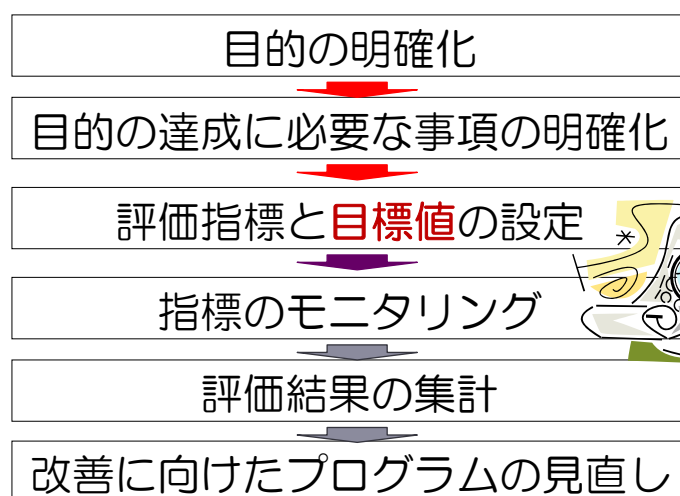 目的の明確化
目的の達成に必要な事項の明確化
評価指標と目標値の設定
指標のモニタリング
評価結果の集計
改善に向けたプログラムの見直し